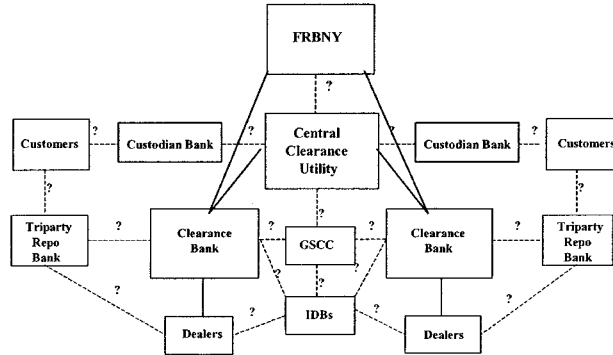 FRBNY
?
Central
Clearance
Utility
?
?
Customers
Custodian Bank
?
?
Custodian Bank
Customers
?
?
?
Triparty
Repo
Bank
?
Clearance
Bank
?
GSCC
?
Clearance
Bank
?
Triparty
Repo
Bank
?
?
?
?
?
IDBs
?
?
Dealers
Dealers